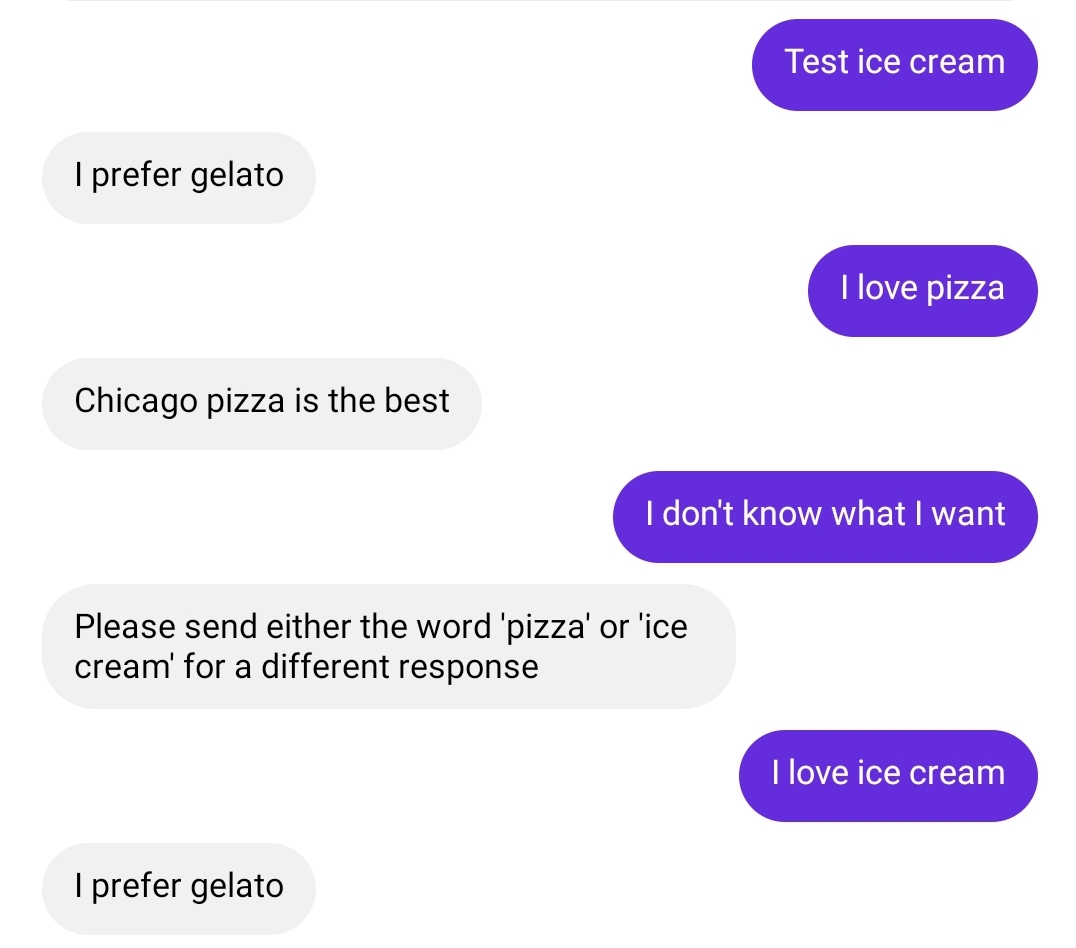 Test ice cream
I prefer gelato
I love pizza
Chicago pizza is the best
I don't know what I want
Please send either the word 'pizza' or 'ice
cream' for a different response
I love ice cream
I prefer gelato